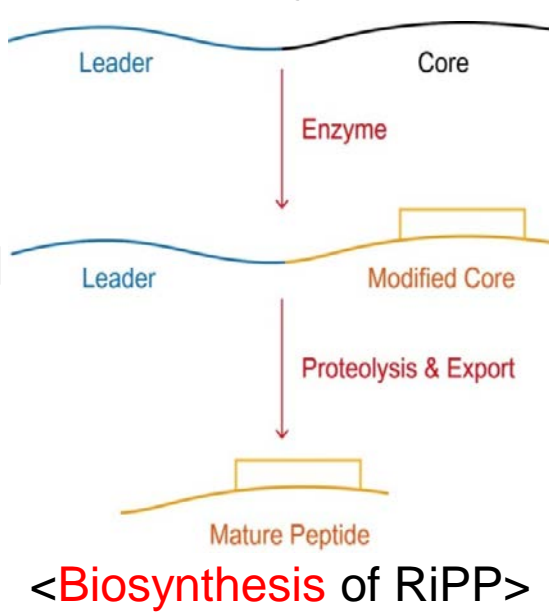 Leader Core
Enzyme
Leader Modified Core
Proteolysis & Export
Mature Peptide
<Biosynthesis of RiPP>